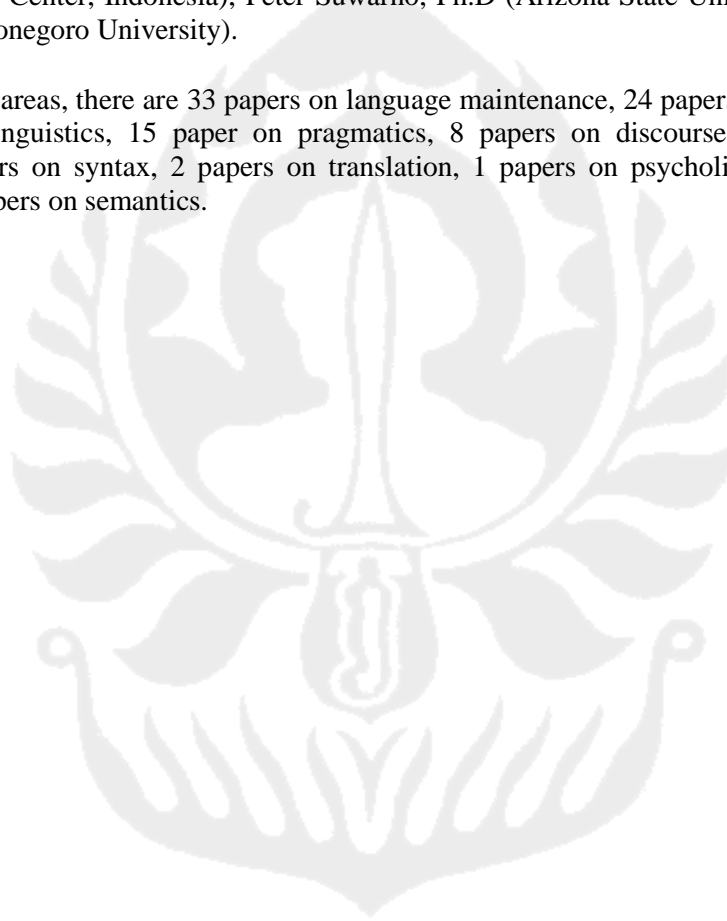 Center, Indonesia), Peter Suwarno, Ph.D (Arizona State Un
onegoro University).
areas, there are 33 papers on language maintenance, 24 paper
nguistics, 15 paper on pragmatics, 8 papers on discourse
rs on syntax, 2 papers on translation, 1 papers on psycholi
pers on semantics.